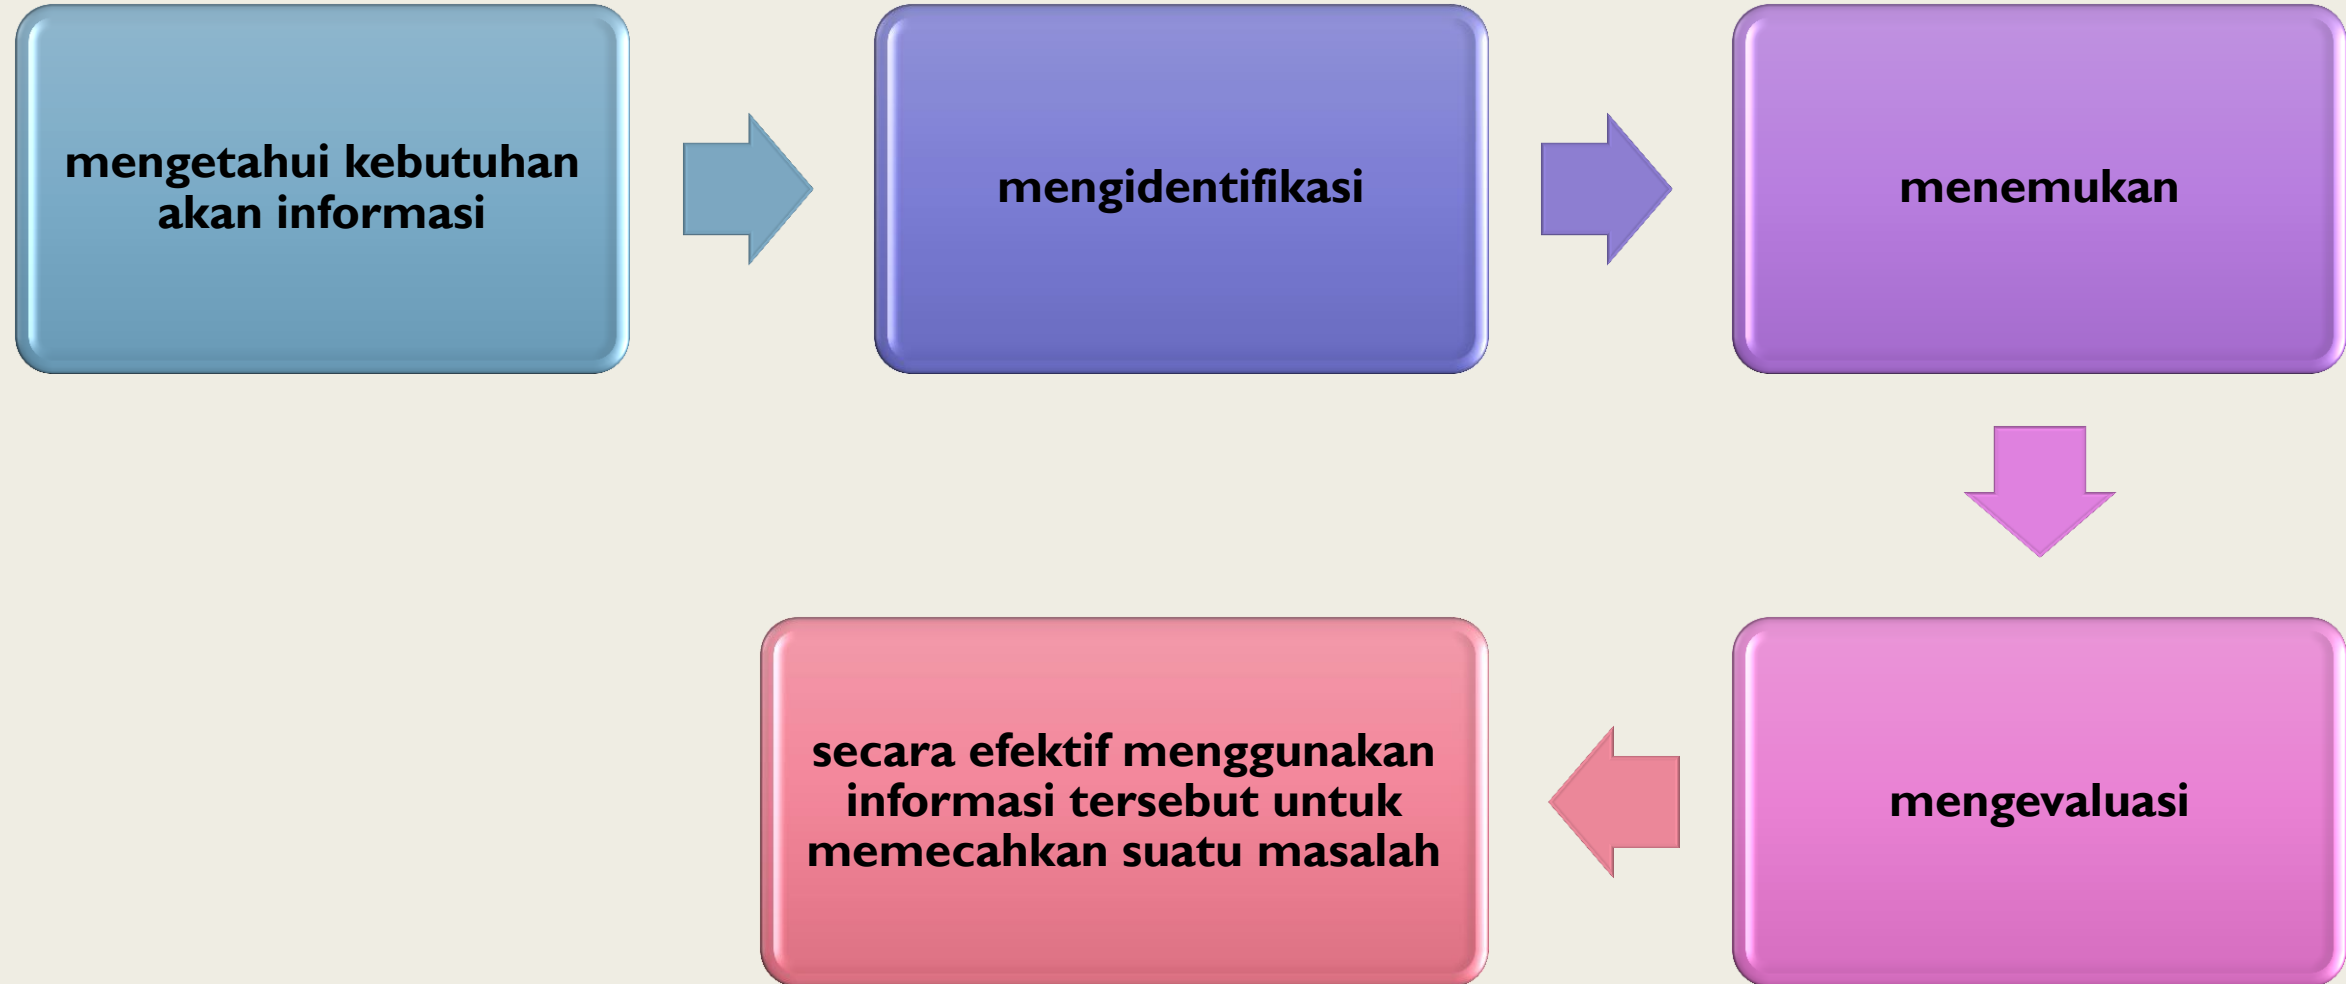 mengetahui kebutuhan
akan informasi
mengidentifikasi
menemukan
mengevaluasi
secara efektif menggunakan
informasi tersebut untuk
memecahkan suatu masalah